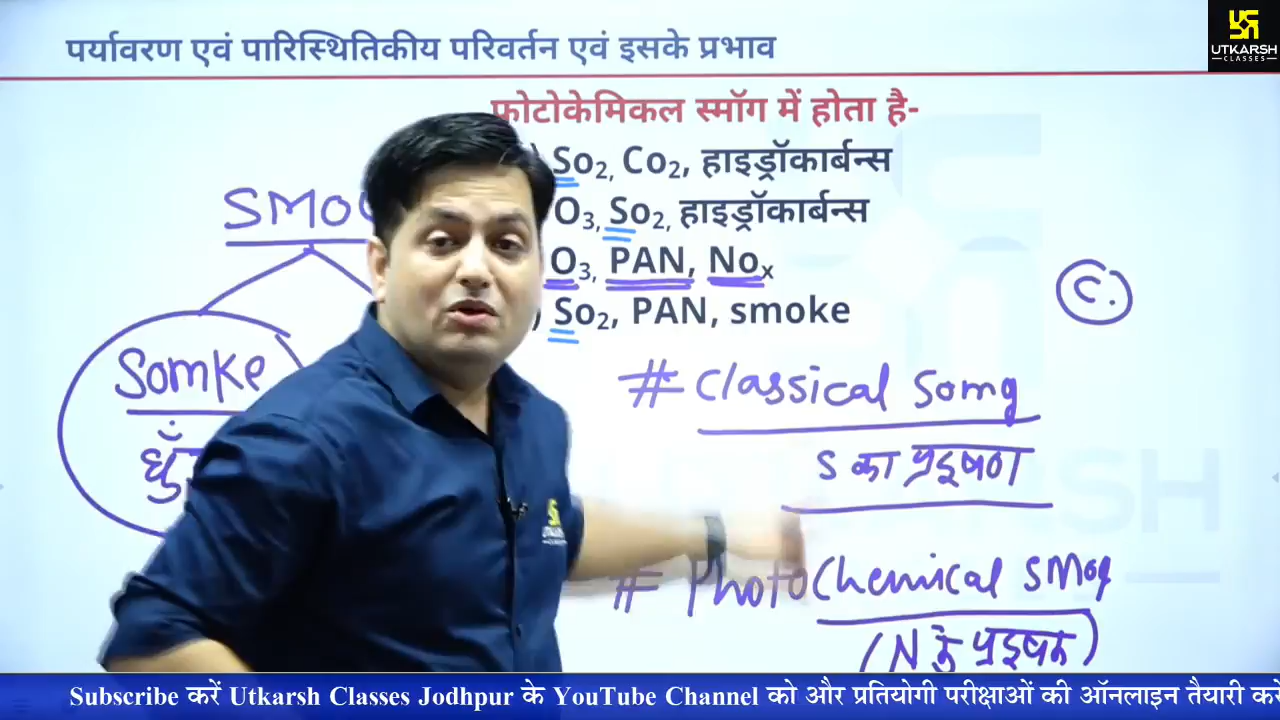 पर्यावरण एवं पारिस्थितिकीय परिवर्तन एवं इसके प्रभाव
UTKARSH
CLASSES
फोटोकेमिकल स्मॉग में होता है-
) So₂, Co₂, हाइड्रॉकार्बन्स
O₃, So₂, हाइड्रॉकार्बन्स
O₃, PAN, Noₓ
) So₂, PAN, smoke
C.
SMO
Somke
धुँ
# Classical Somg
S का प्रदूषण
# Photochemical SMog
(N के प्रदूषक)
UTKARSH
Subscribe करें Utkarsh Classes Jodhpur के YouTube Channel को और प्रतियोगी परीक्षाओं की ऑनलाइन तैयारी करें